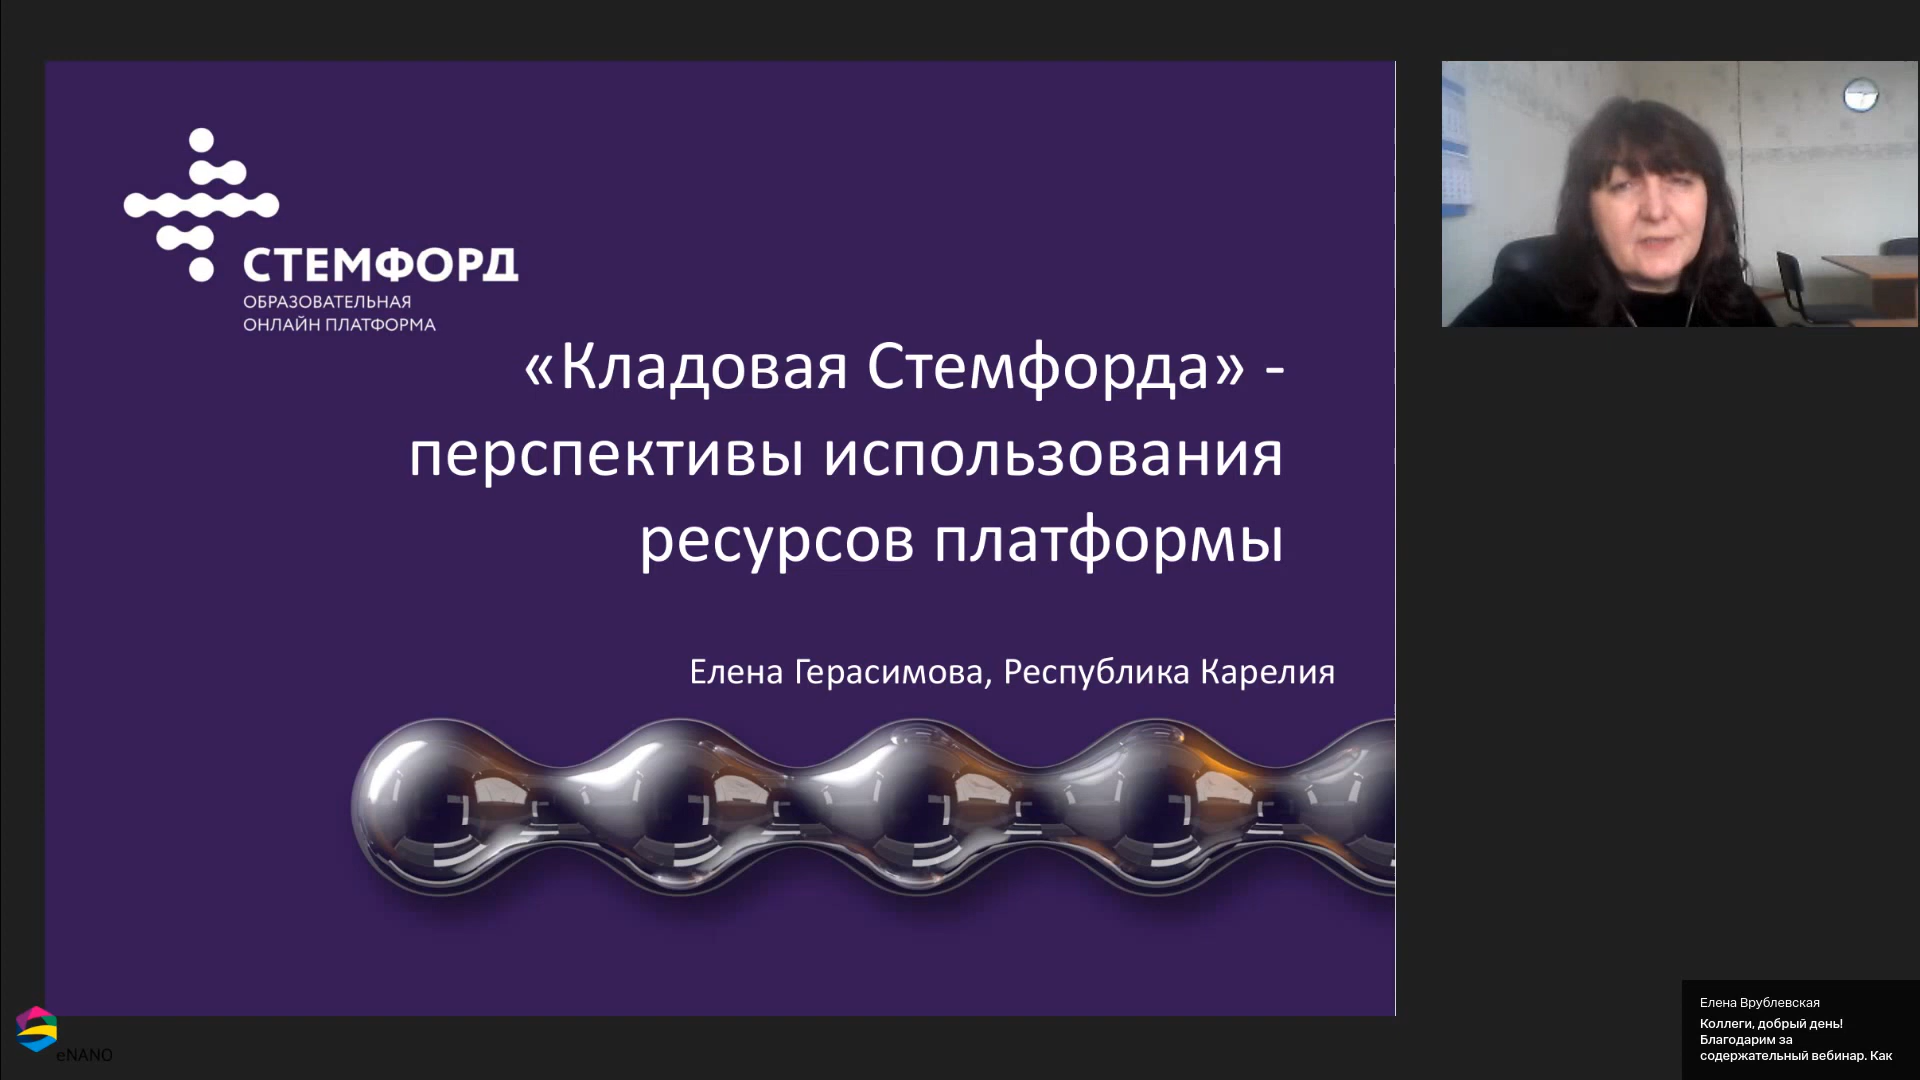 СТЕМФОРД
ОБРАЗОВАТЕЛЬНАЯ
ОНЛАЙН ПЛАТФОРМА
«Кладовая Стемфорда» -
перспективы использования
ресурсов платформы
Елена Герасимова, Республика Карелия
eNANO
Елена Врублевская
Коллеги, добрый день!
Благодарим за
содержательный вебинар. Как